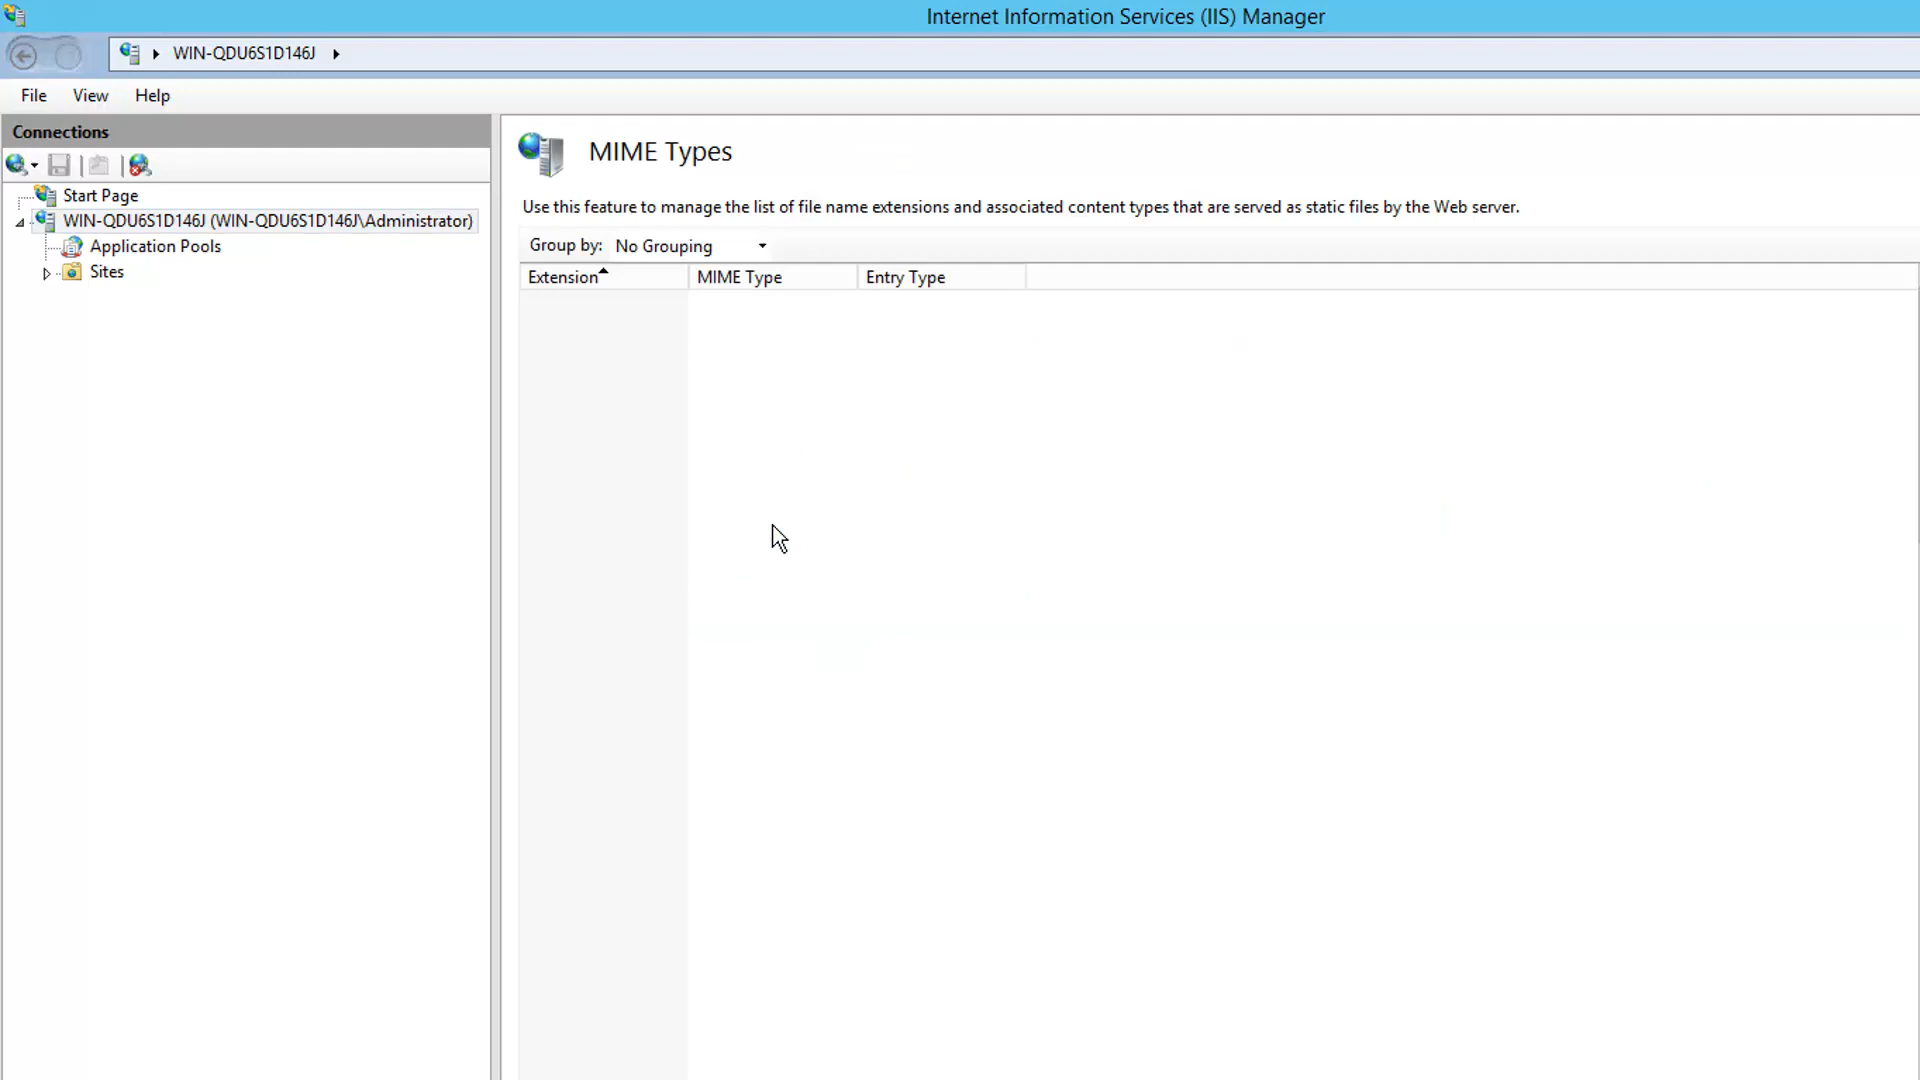 Internet Information Services (IIS) Manager
WIN-QDU6S1D146J
File View Help
Connections
Start Page
WIN-QDU6S1D146J (WIN-QDU6S1D146J\Administrator)
Application Pools
Sites
MIME Types
Use this feature to manage the list of file name extensions and associated content types that are served as static files by the Web server.
Group by: No Grouping
Extension MIME Type Entry Type